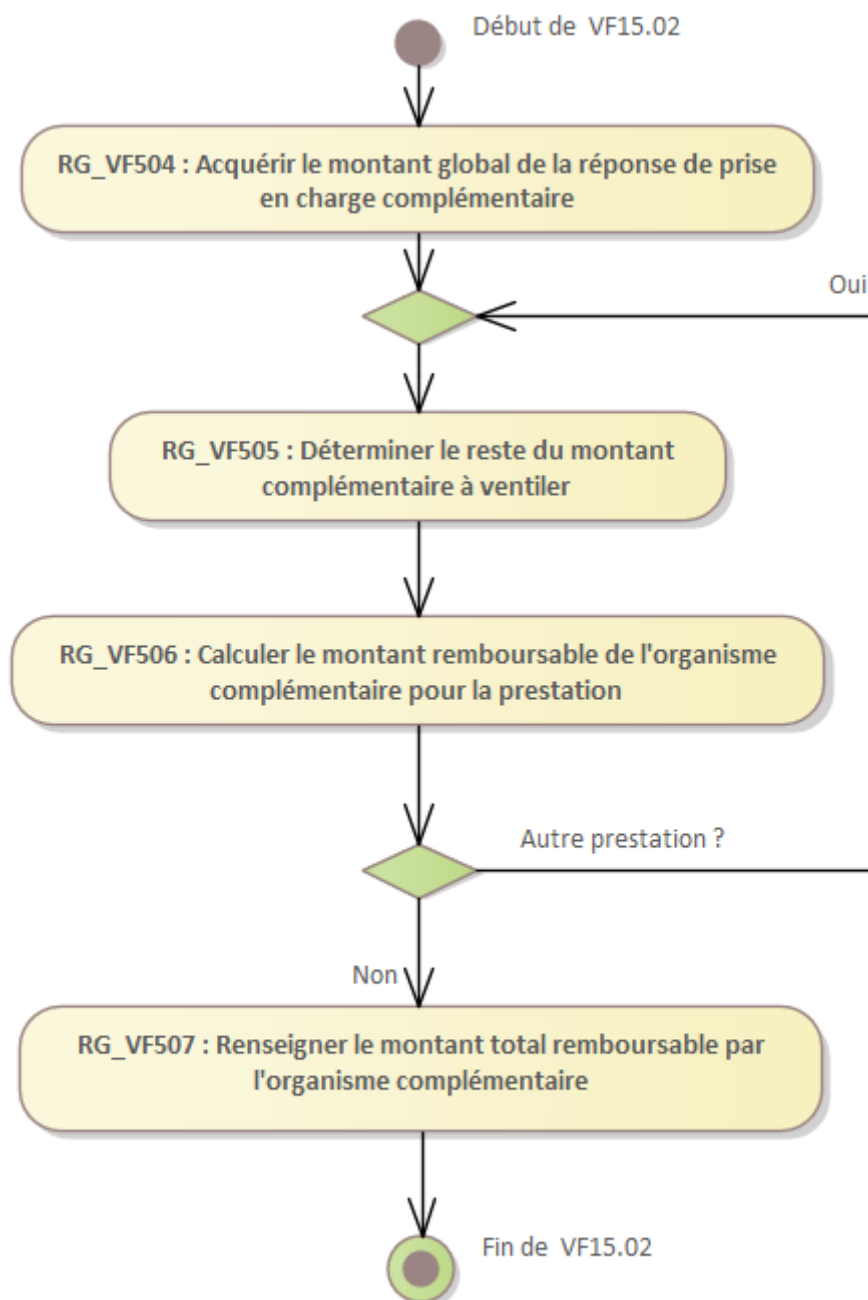 Début de VF15.02
RG_VF504 : Acquérir le montant global de la réponse de prise
en charge complémentaire
Oui
RG_VF505 : Déterminer le reste du montant
complémentaire à ventiler
RG_VF506 : Calculer le montant remboursable de l'organisme
complémentaire pour la prestation
Autre prestation ?
Non
RG_VF507 : Renseigner le montant total remboursable par
l'organisme complémentaire
Fin de VF15.02